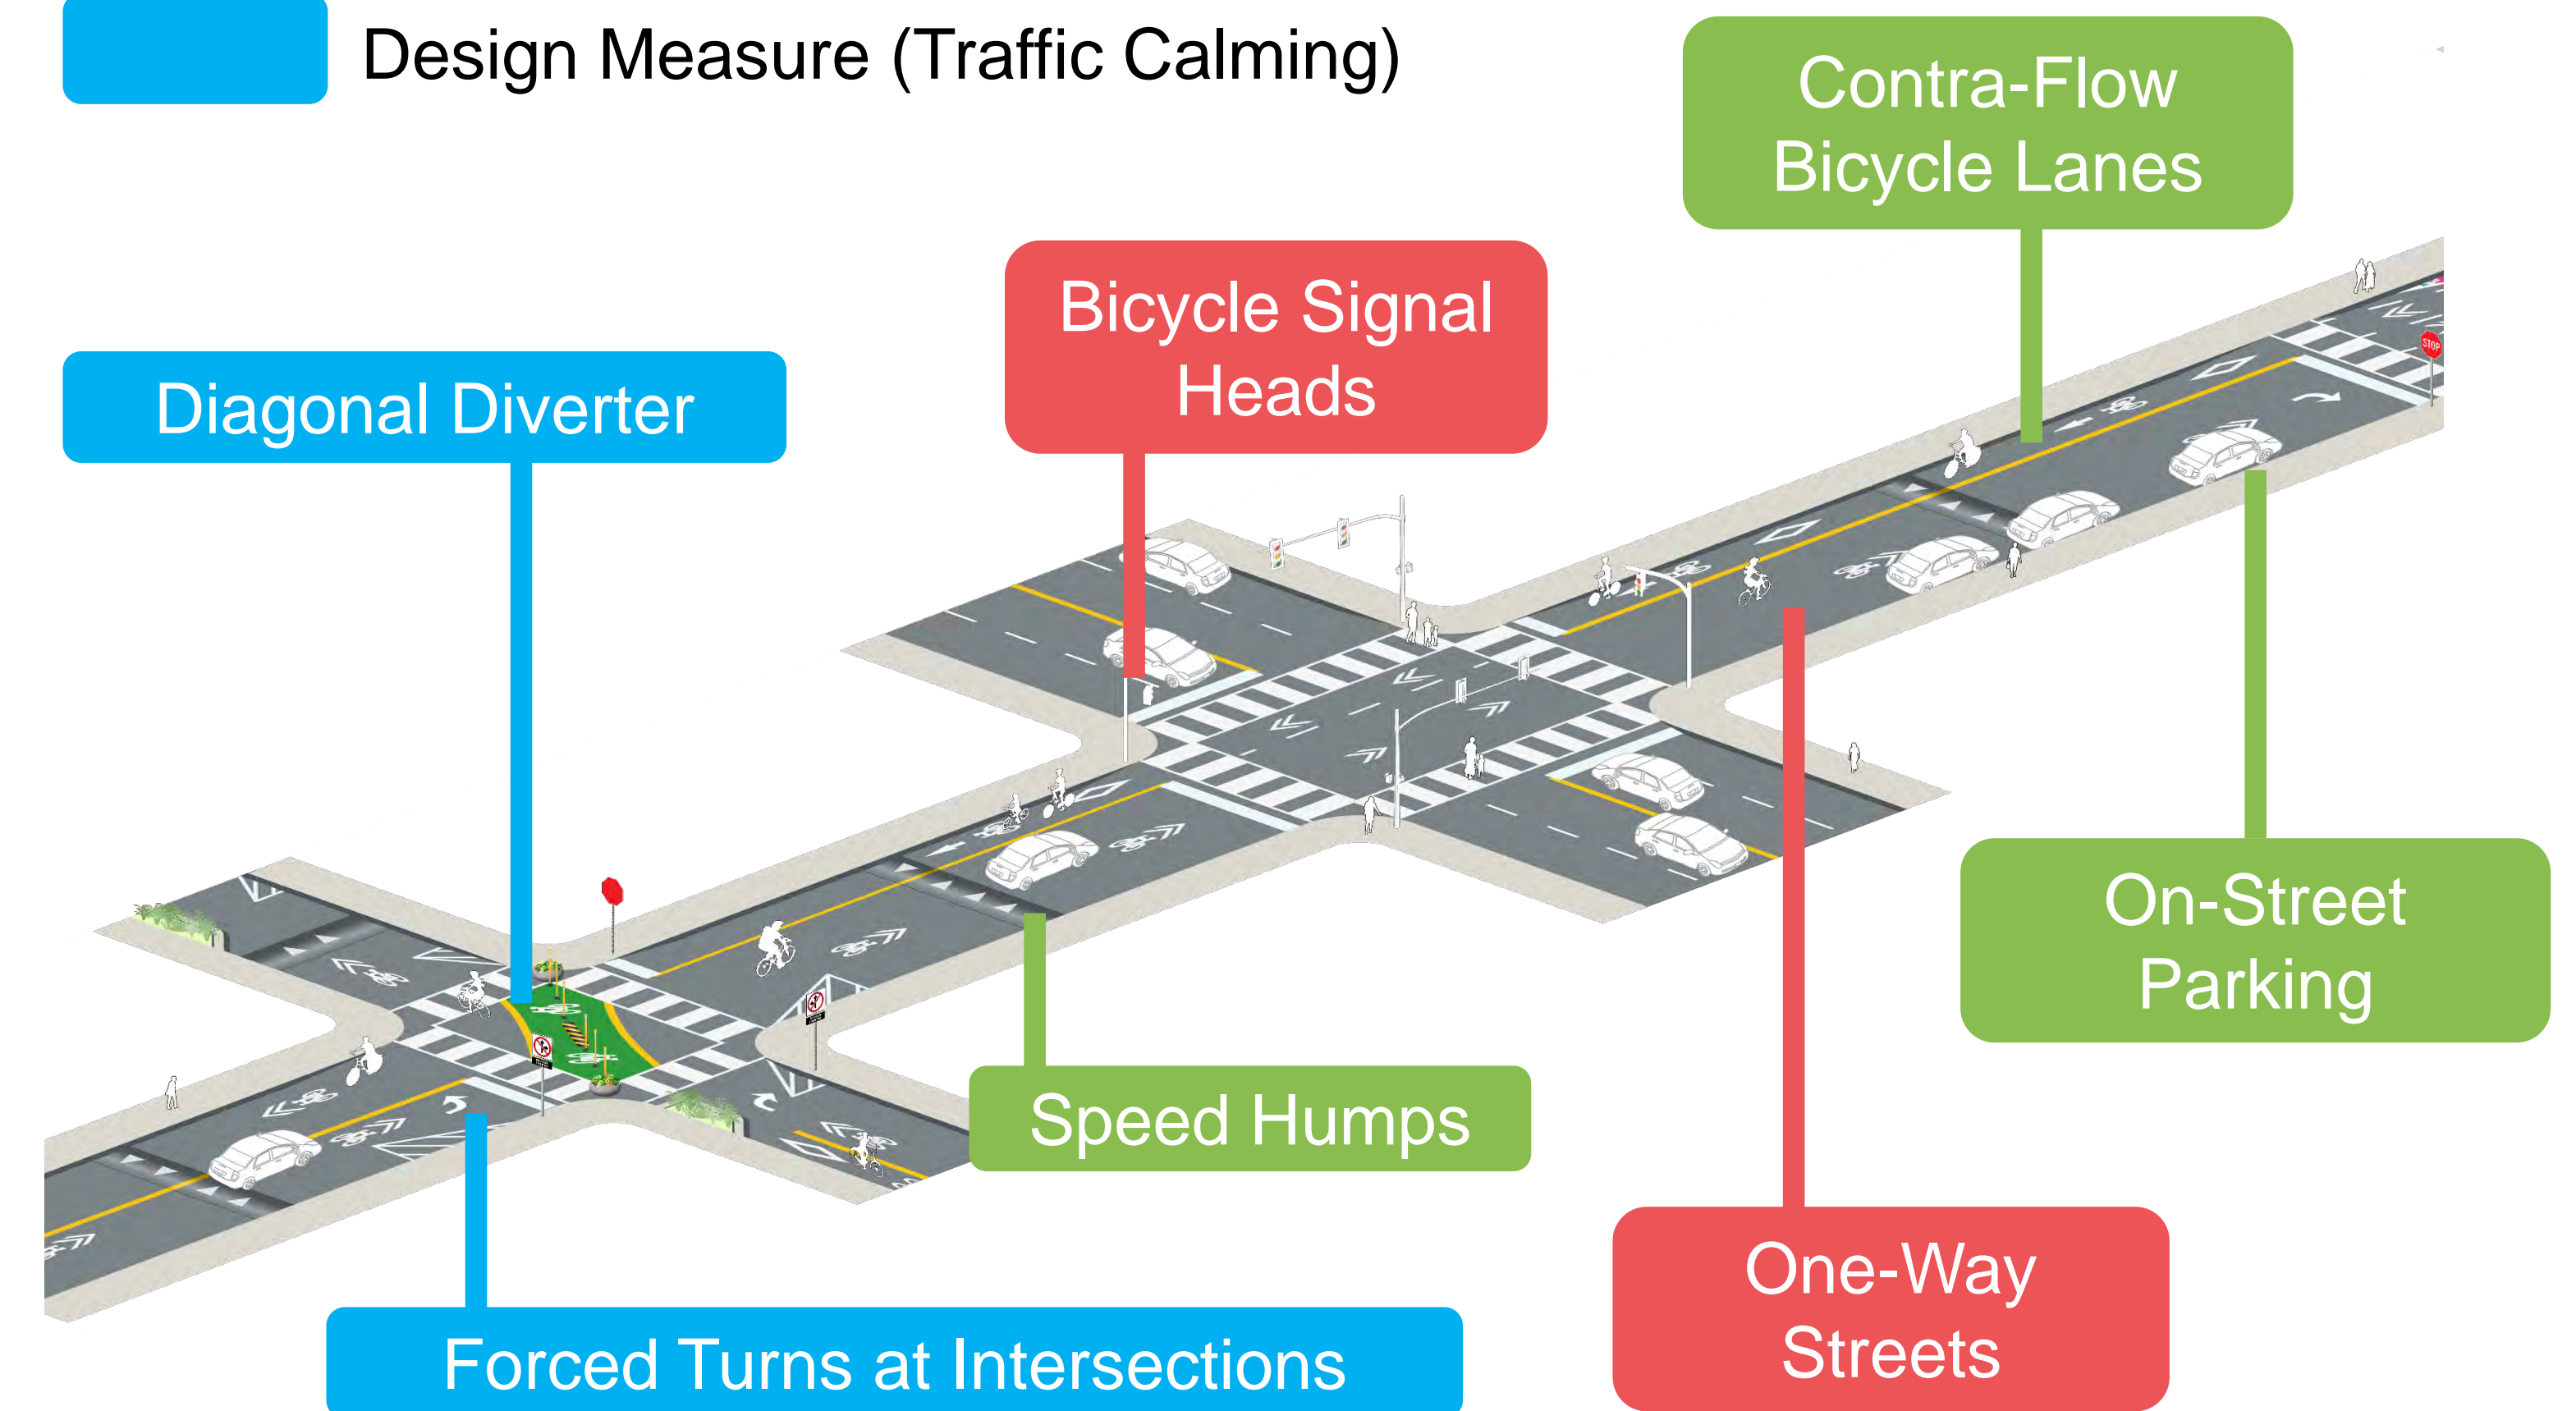 Design Measure (Traffic Calming)
Contra-Flow
Bicycle Lanes
Bicycle Signal
Heads
Diagonal Diverter
STOP
On-Street
Parking
Speed Humps
One-Way
Streets
Forced Turns at Intersections